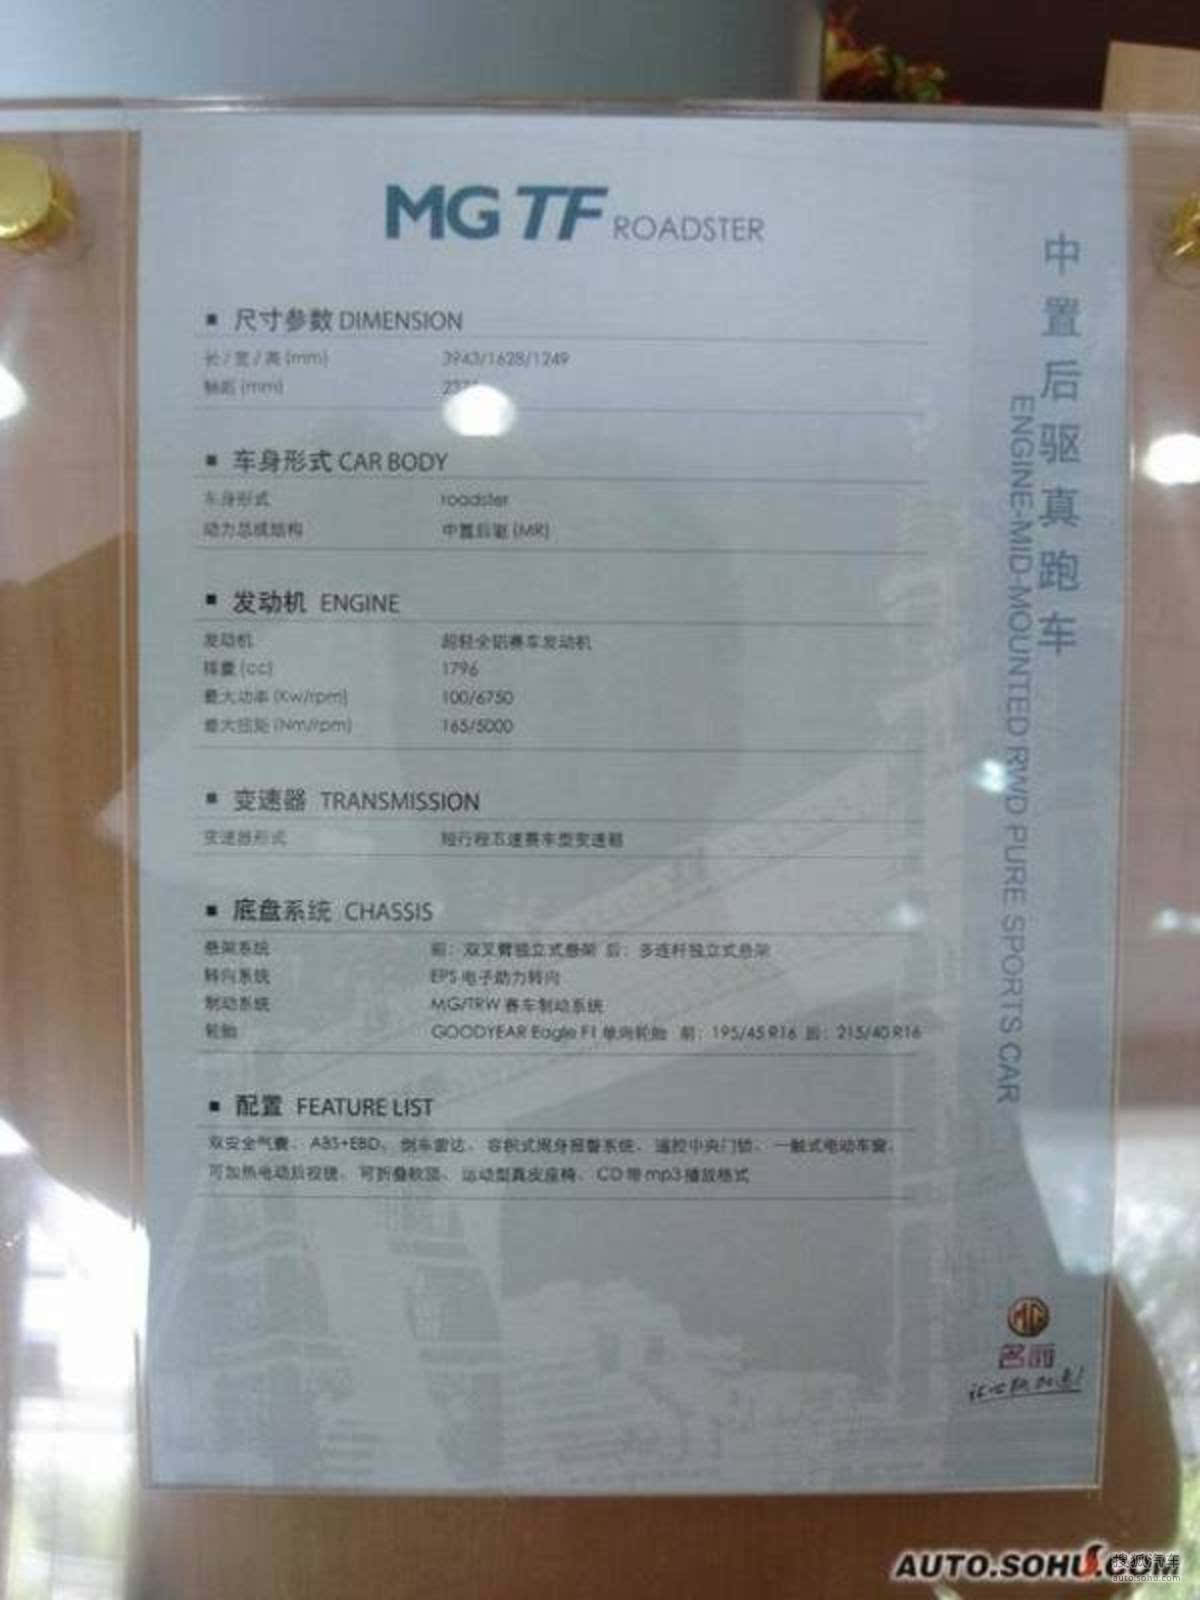 MG TF ROADSTER
■ 尺寸参数 DIMENSION
长/宽/高 (mm) 3943/1628/1249
轴距 (mm)
■ 车身形式 CAR BODY
车身形式 roadster
动力总成结构 中置后驱 (MR)
■ 发动机 ENGINE
发动机 超轻全铝赛车发动机
排量 (cc) 1796
最大功率 (Kw/rpm) 100/6750
最大扭矩 (Nm/rpm) 165/5000
■ 变速器 TRANSMISSION
变速器形式 短行程五速赛车型变速箱
■ 底盘系统 CHASSIS
悬架系统 前：双叉臂独立式悬架 后：多连杆独立式悬架
转向系统 EPS 电子助力转向
制动系统 MG/TRW 赛车制动系统
轮胎 GOODYEAR Eagle F1 单向轮胎 前：195/45 R16 后：215/40 R16
■ 配置 FEATURE LIST
双安全气囊、ABS+EBD、倒车雷达、容积式周身报警系统、遥控中央门锁、一触式电动车窗、
可加热电动后视镜、可折叠软顶、运动型真皮座椅、CD 带 mp3 播放格式
中置后驱真跑车
ENGINE-MID-MOUNTED RWD PURE SPORTS CAR
MG
名爵
AUTO.SOHU.COM
搜狐汽车
auto.sohu.com